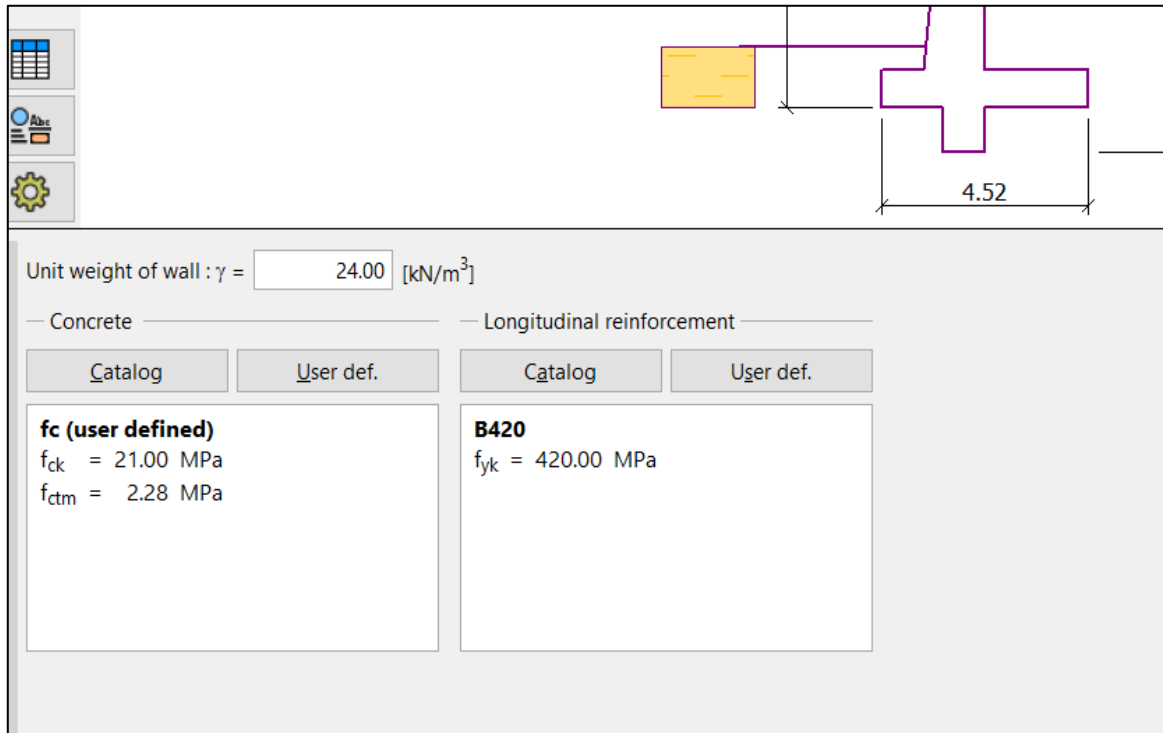 Abc
4.52
Unit weight of wall : γ = 24.00 [kN/m³]
Concrete
Longitudinal reinforcement
Catalog User def. Catalog User def.
fc (user defined)
fck = 21.00 MPa
fctm = 2.28 MPa
B420
fyk = 420.00 MPa